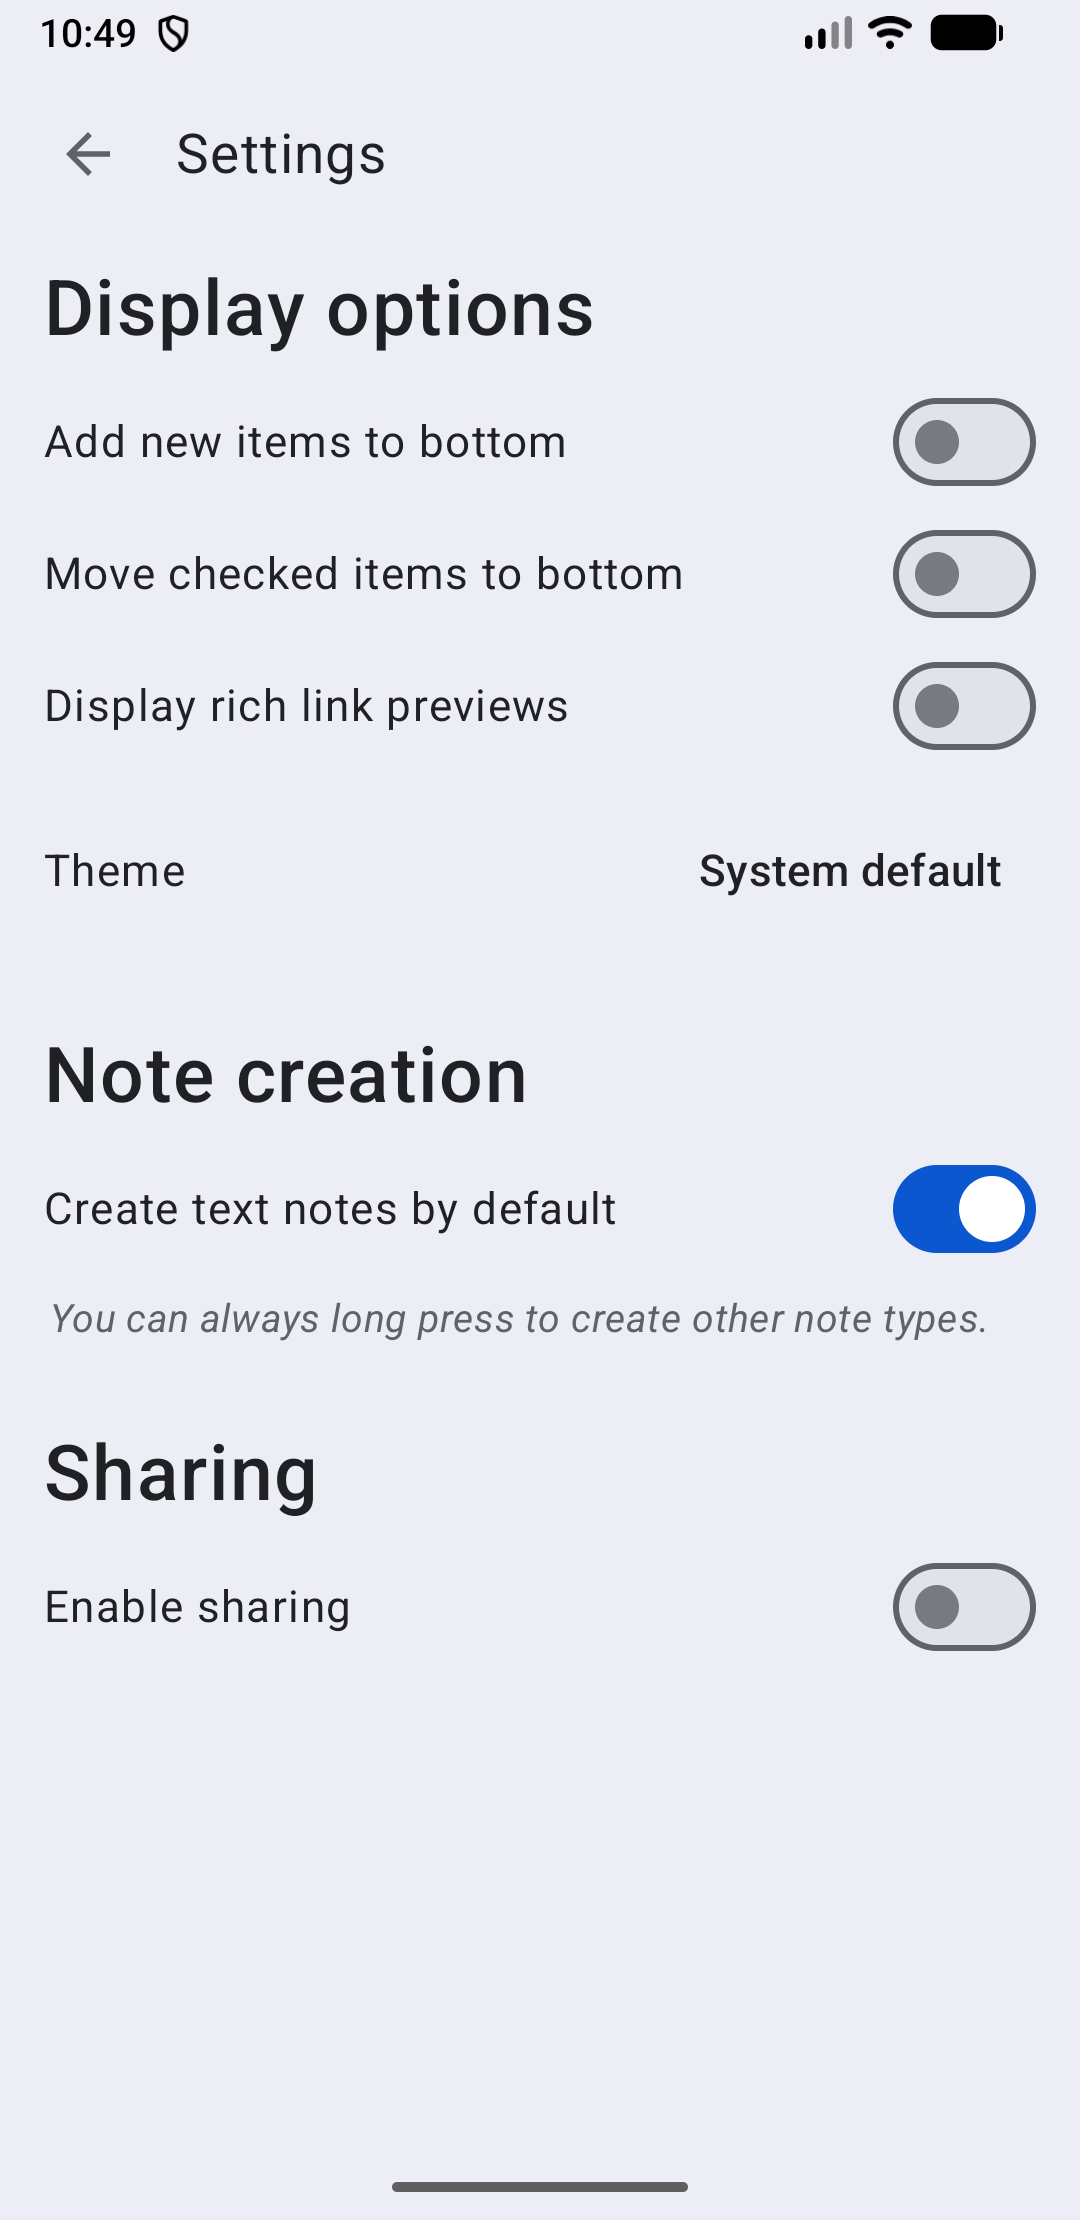 10:49
Settings
Display options
Add new items to bottom
Move checked items to bottom
Display rich link previews
Theme System default
Note creation
Create text notes by default
You can always long press to create other note types.
Sharing
Enable sharing